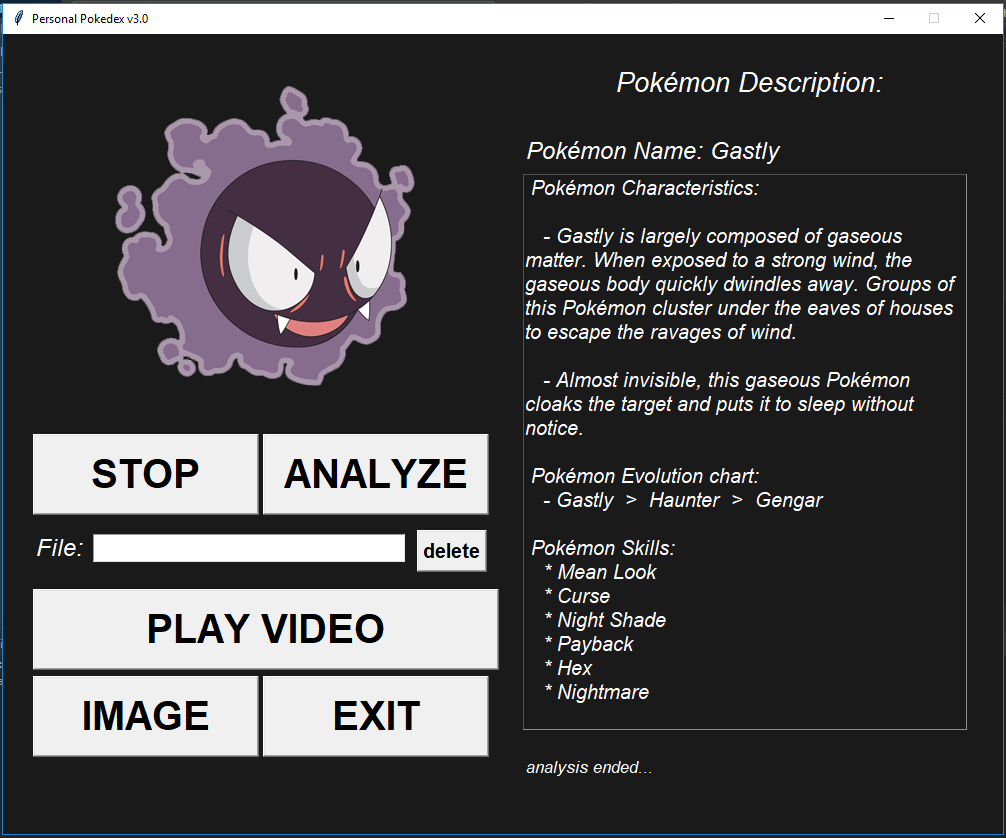 Personal Pokedex v3.0
Pokémon Description:
Pokémon Name: Gastly
Pokémon Characteristics:
- Gastly is largely composed of gaseous
matter. When exposed to a strong wind, the
gaseous body quickly dwindles away. Groups of
this Pokémon cluster under the eaves of houses
to escape the ravages of wind.
- Almost invisible, this gaseous Pokémon
cloaks the target and puts it to sleep without
notice.
Pokémon Evolution chart:
- Gastly > Haunter > Gengar
Pokémon Skills:
* Mean Look
* Curse
* Night Shade
* Payback
* Hex
* Nightmare
analysis ended...
STOP ANALYZE
File: delete
PLAY VIDEO
IMAGE EXIT